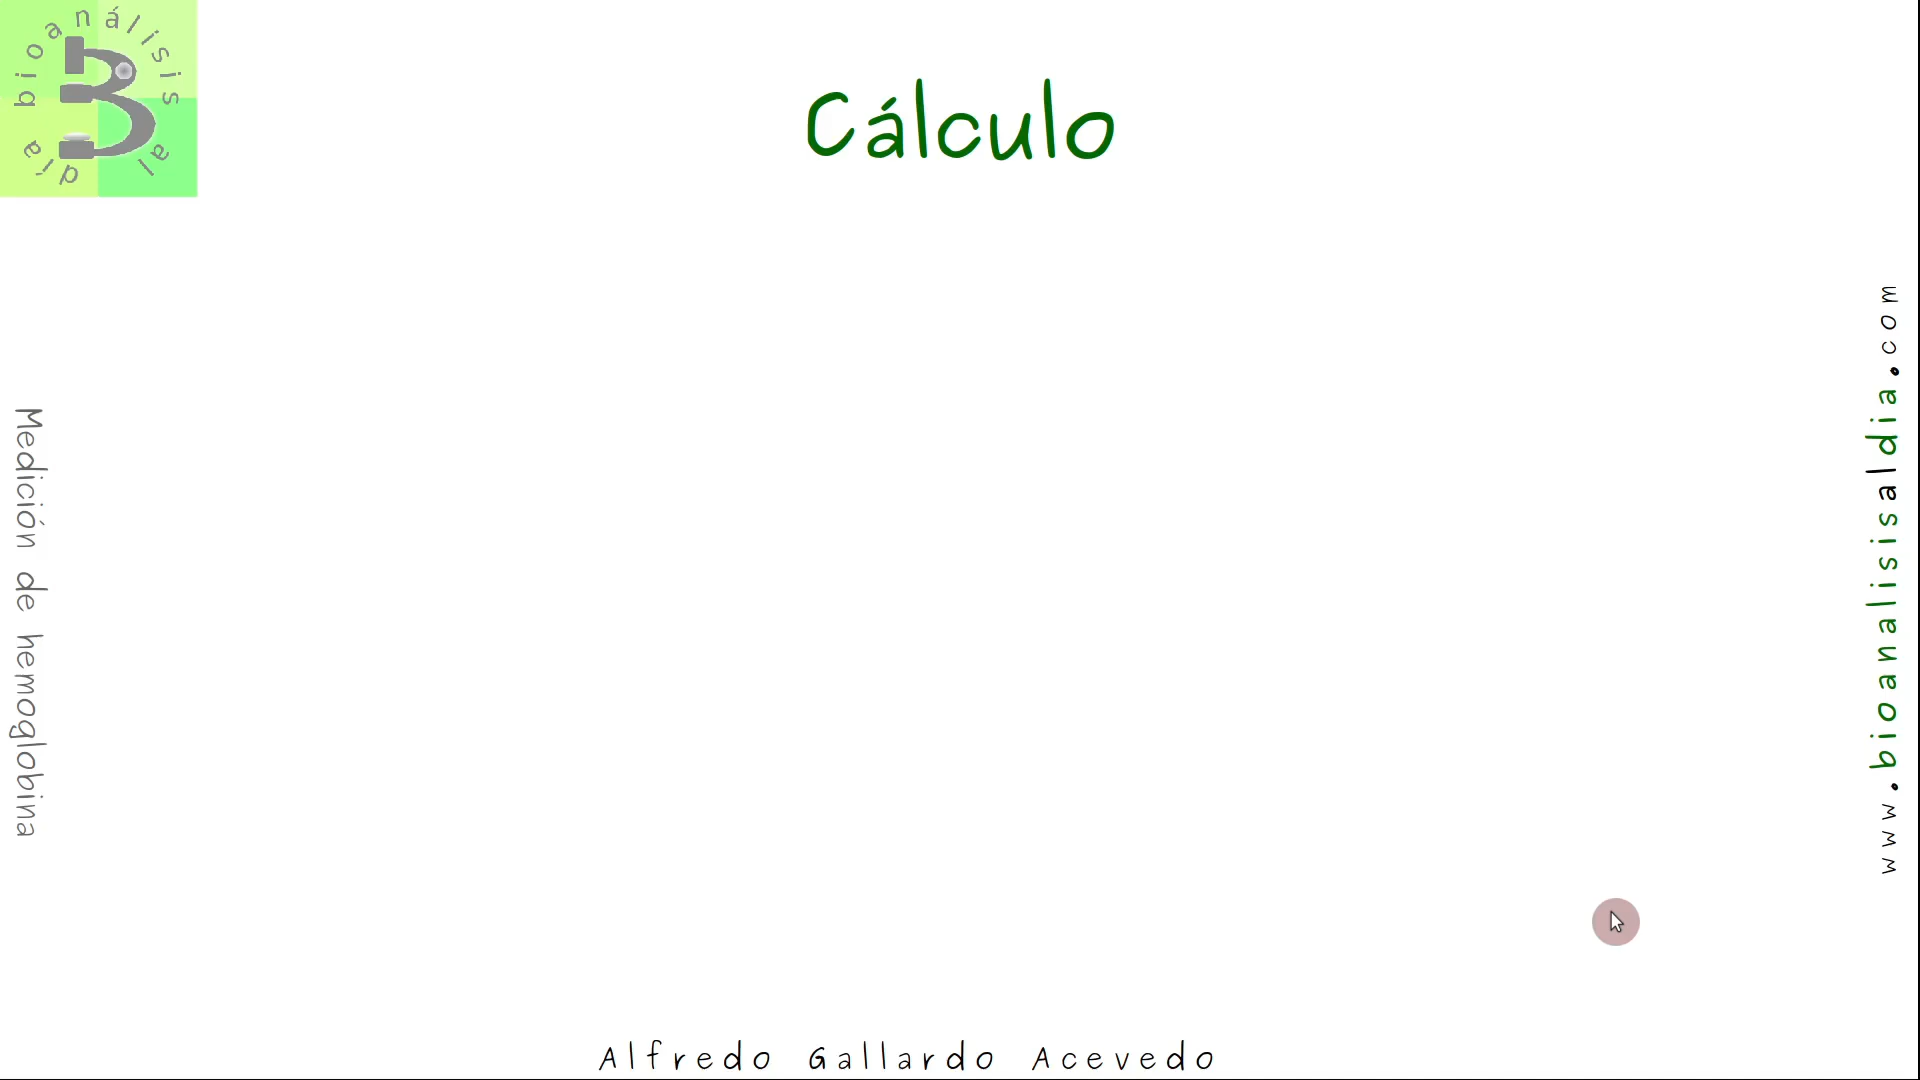 bioanálisis
al día
Cálculo
Medición de hemoglobina
www.bioanalisisaldia.com
Alfredo Gallardo Acevedo